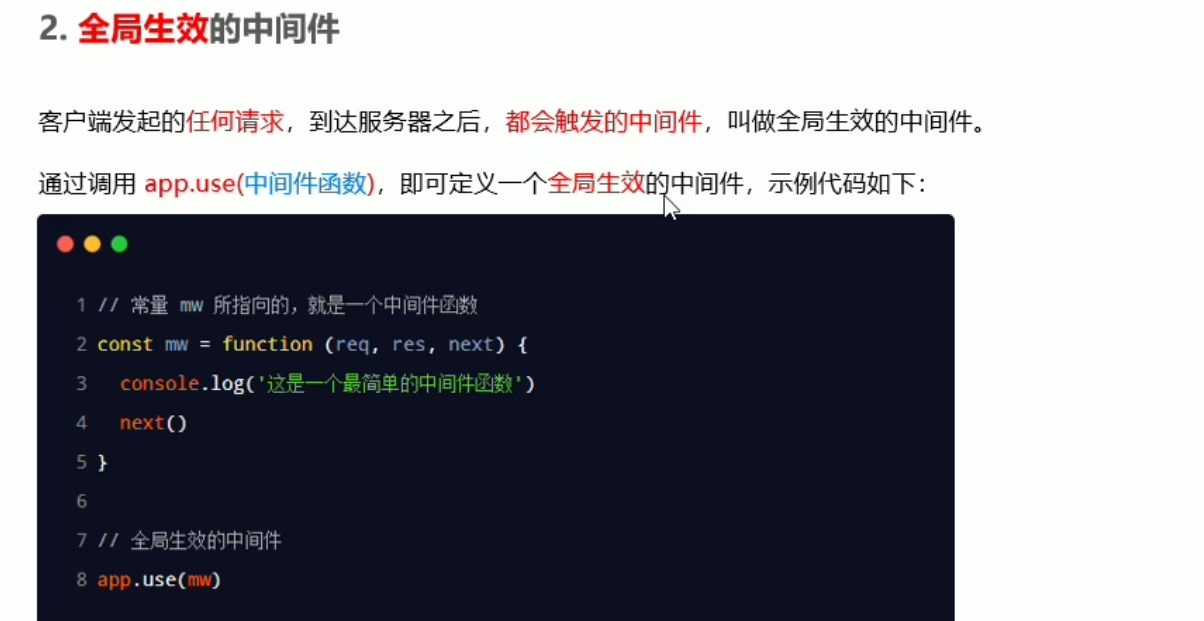 2. 全局生效的中间件
客户端发起的任何请求，到达服务器之后，都会触发的中间件，叫做全局生效的中间件。
通过调用 app.use(中间件函数)，即可定义一个全局生效的中间件，示例代码如下：
1 // 常量 mw 所指向的，就是一个中间件函数
2 const mw = function (req, res, next) {
3   console.log('这是一个最简单的中间件函数')
4   next()
5 }
6
7 // 全局生效的中间件
8 app.use(mw)